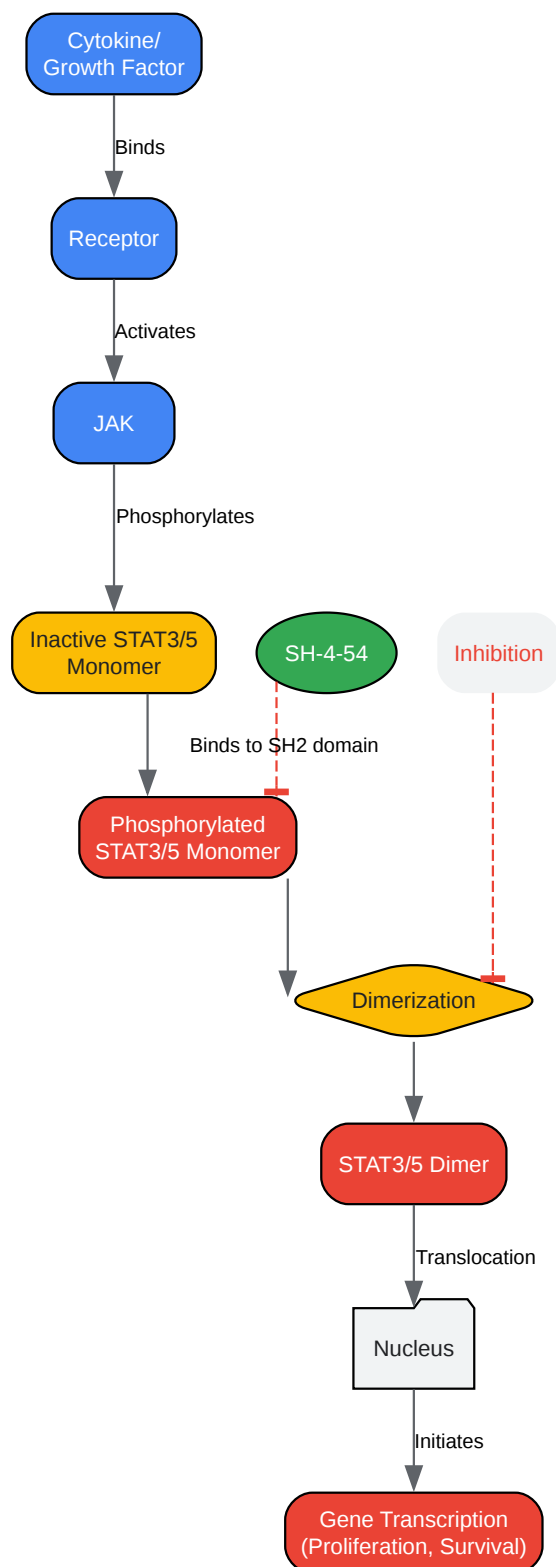 Cytokine/
Growth Factor
Binds
Receptor
Activates
JAK
Phosphorylates
Inactive STAT3/5
Monomer
SH-4-54
Inhibition
Binds to SH2 domain
Phosphorylated
STAT3/5 Monomer
Dimerization
STAT3/5 Dimer
Translocation
Nucleus
Initiates
Gene Transcription
(Proliferation, Survival)